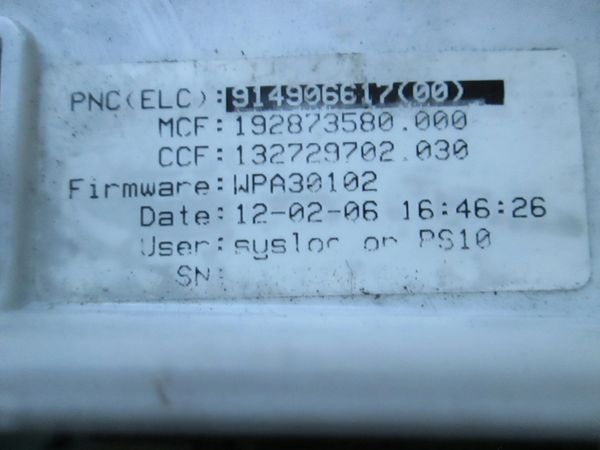 PNC(ELC):914906617(00)
MCF:192873580.000
CCF:132729702.030
Firmware:WPA30102
Date:12-02-06 16:46:26
User:sysloc on PS10
SN: